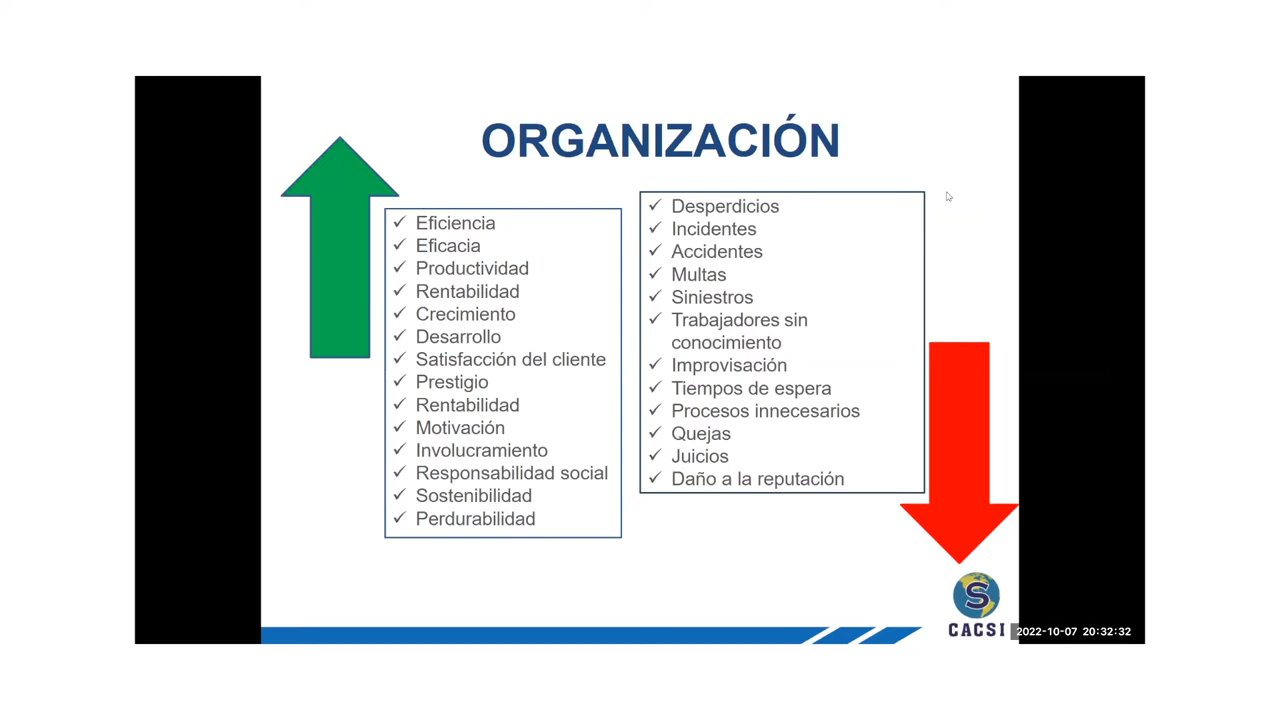 ORGANIZACIÓN
✓ Eficiencia
✓ Eficacia
✓ Productividad
✓ Rentabilidad
✓ Crecimiento
✓ Desarrollo
✓ Satisfacción del cliente
✓ Prestigio
✓ Rentabilidad
✓ Motivación
✓ Involucramiento
✓ Responsabilidad social
✓ Sostenibilidad
✓ Perdurabilidad
✓ Desperdicios
✓ Incidentes
✓ Accidentes
✓ Multas
✓ Siniestros
✓ Trabajadores sin
conocimiento
✓ Improvisación
✓ Tiempos de espera
✓ Procesos innecesarios
✓ Quejas
✓ Juicios
✓ Daño a la reputación
S
CACSI
2022-10-07 20:32:32